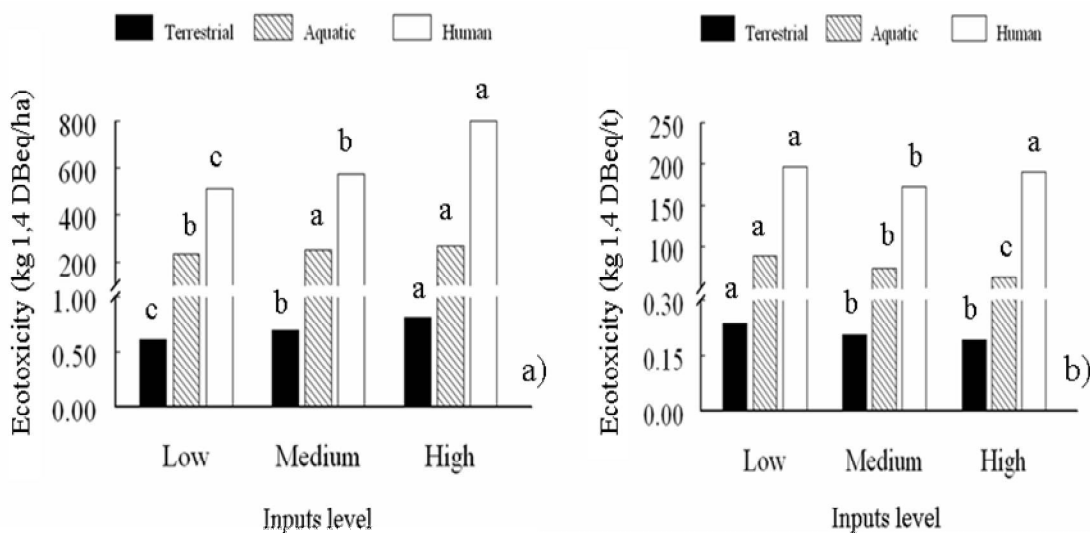 Terrestrial Aquatic Human
Ecotoxicity (kg 1,4 DBeq/ha)
800
600
400
200
1.00
0.50
0.00
c
b
c
b
a
b
a
a
a
a)
Low Medium High
Inputs level
Terrestrial Aquatic Human
Ecotoxicity (kg 1,4 DBeq/t)
250
200
150
100
50
0.30
0.15
0.00
a
a
a
b
b
b
b
c
a
b)
Low Medium High
Inputs level